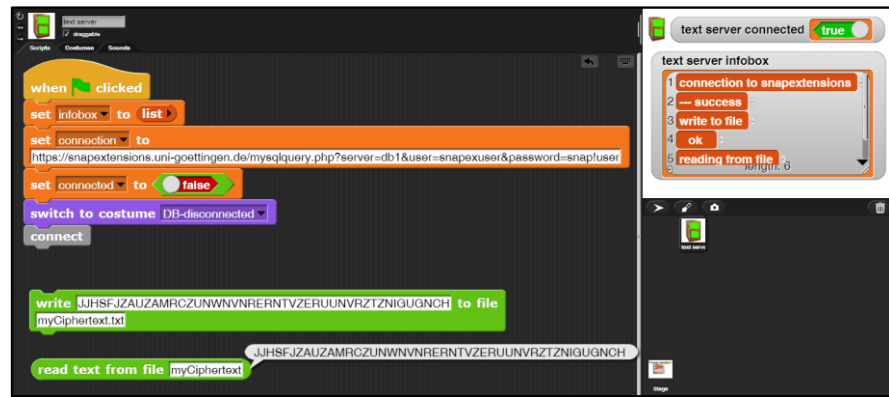 text server
draggable
Scripts Costumes Sounds
when clicked
set infobox to list
set connection to
https://snapextensions.uni-goettingen.de/mysqlquery.php?server=db1&user=snapexuser&password=snap!user
set connected to false
switch to costume DB-disconnected
connect
write JJHSFJZAUZAMRCZUNWNVNRERNTVZERUUNVRZTZNIGUGNCH to file
myCiphertext.txt
read text from file myCiphertext
JJHSFJZAUZAMRCZUNWNVNRERNTVZERUUNVRZTZNIGUGNCH
text server connected true
text server infobox
1 connection to snapextensions
2 --- success
3 write to file
4 ok
5 reading from file
length: 6
text serve
Stage